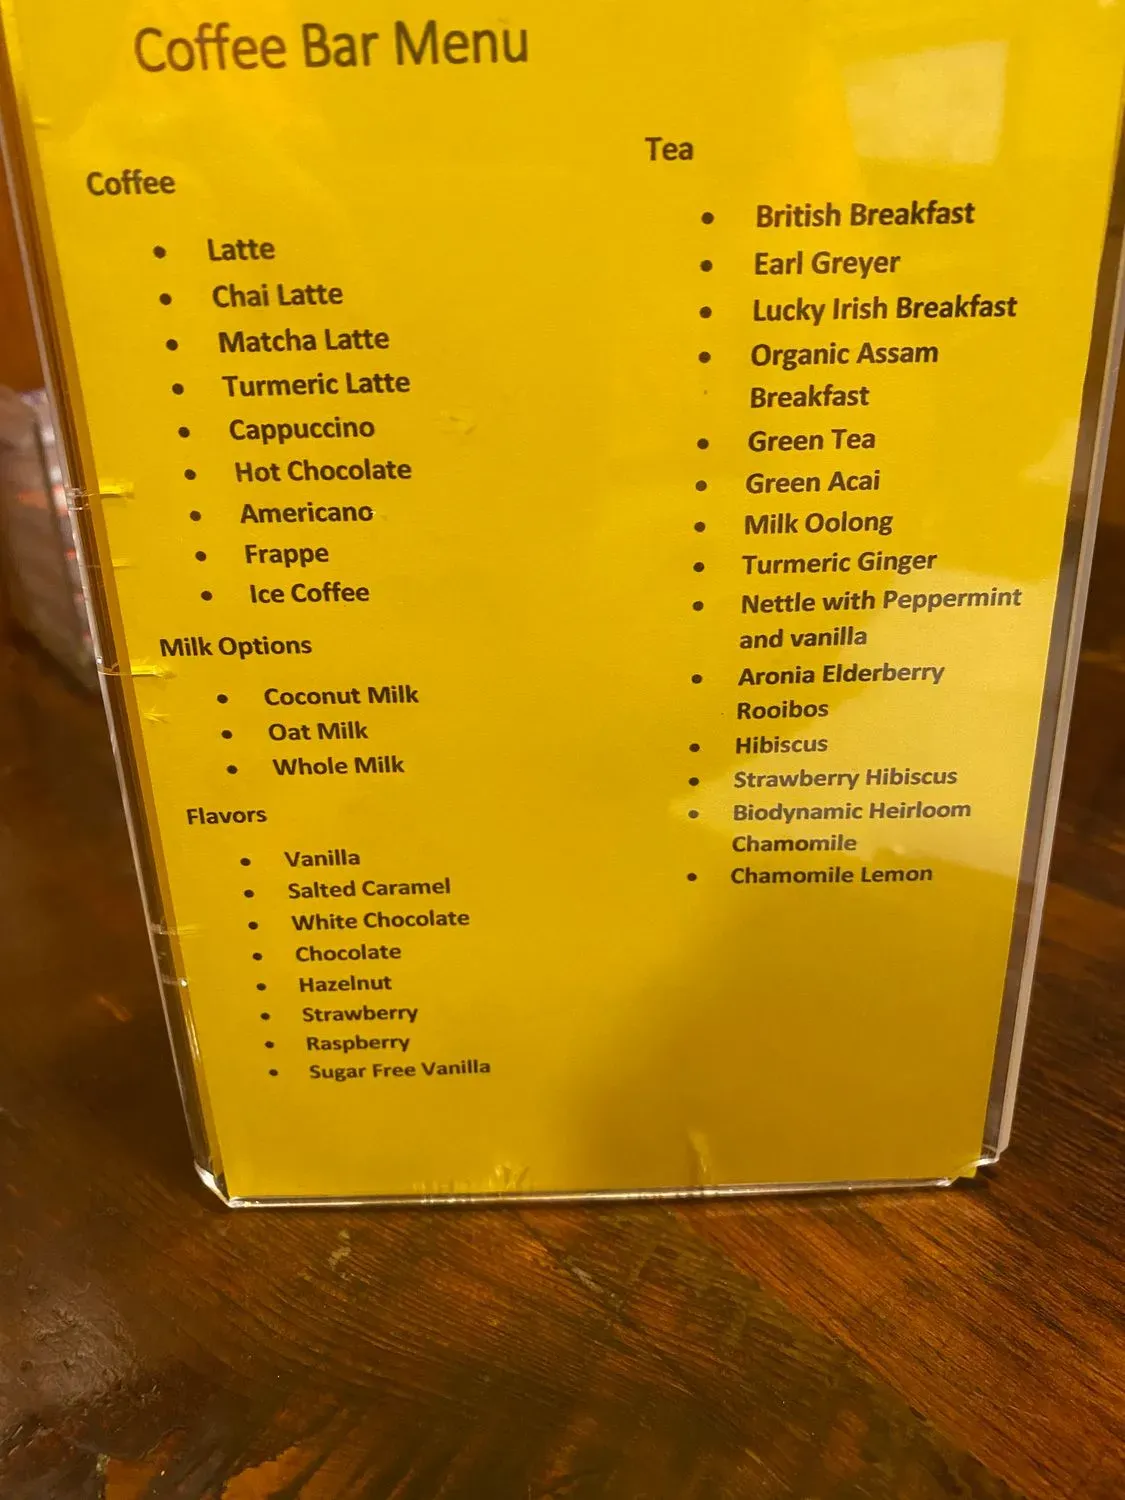 Coffee Bar Menu
Coffee
• Latte
• Chai Latte
• Matcha Latte
• Turmeric Latte
• Cappuccino
• Hot Chocolate
• Americano
• Frappe
• Ice Coffee
Milk Options
• Coconut Milk
• Oat Milk
• Whole Milk
Flavors
• Vanilla
• Salted Caramel
• White Chocolate
• Chocolate
• Hazelnut
• Strawberry
• Raspberry
• Sugar Free Vanilla
Tea
• British Breakfast
• Earl Greyer
• Lucky Irish Breakfast
• Organic Assam
Breakfast
• Green Tea
• Green Acai
• Milk Oolong
• Turmeric Ginger
• Nettle with Peppermint
and vanilla
• Aronia Elderberry
Rooibos
• Hibiscus
• Strawberry Hibiscus
• Biodynamic Heirloom
Chamomile
• Chamomile Lemon